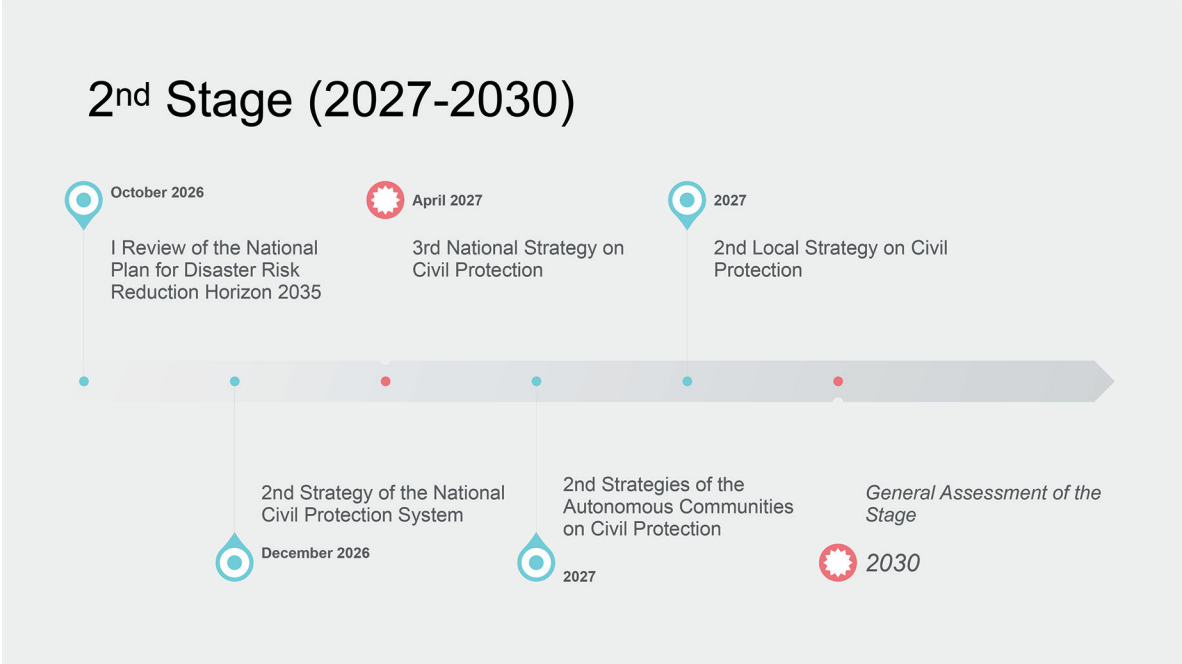 2nd Stage (2027-2030)
October 2026
I Review of the National
Plan for Disaster Risk
Reduction Horizon 2035
April 2027
3rd National Strategy on
Civil Protection
2027
2nd Local Strategy on Civil
Protection
2nd Strategy of the National
Civil Protection System
December 2026
2nd Strategies of the
Autonomous Communities
on Civil Protection
2027
General Assessment of the
Stage
2030